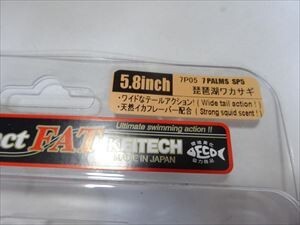 5.8inch
7P05 7PALMS SP5
琵琶湖ワカサギ
・ワイドなテールアクション!(Wide tail action!)
・天然イカフレーバー配合(Strong squid scent!)
Ultimate swimming action!!
ct FAT KEITECH
MADE IN JAPAN
ECO